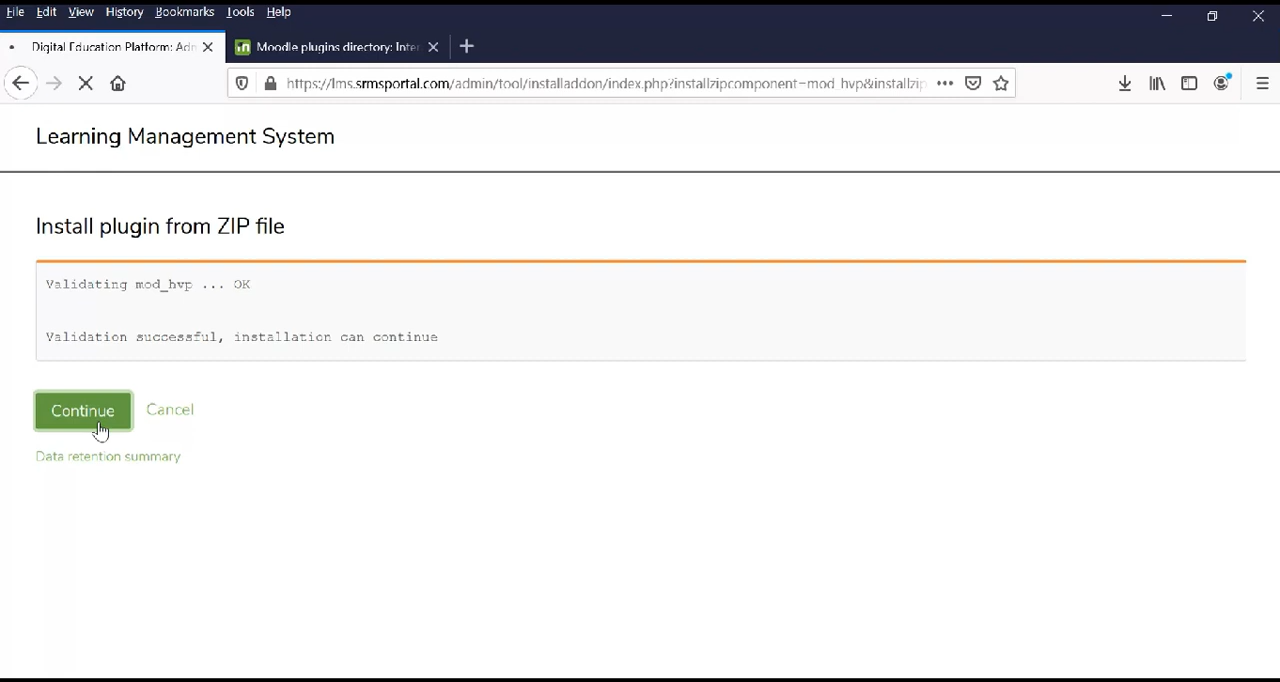 File Edit View History Bookmarks Tools Help
Digital Education Platform: Adn
Moodle plugins directory: Inte
https://lms.srmsportal.com/admin/tool/installaddon/index.php?installzipcomponent=mod_hvp&installzip
Learning Management System
Install plugin from ZIP file
Validating mod_hvp ... OK
Validation successful, installation can continue
Continue Cancel
Data retention summary